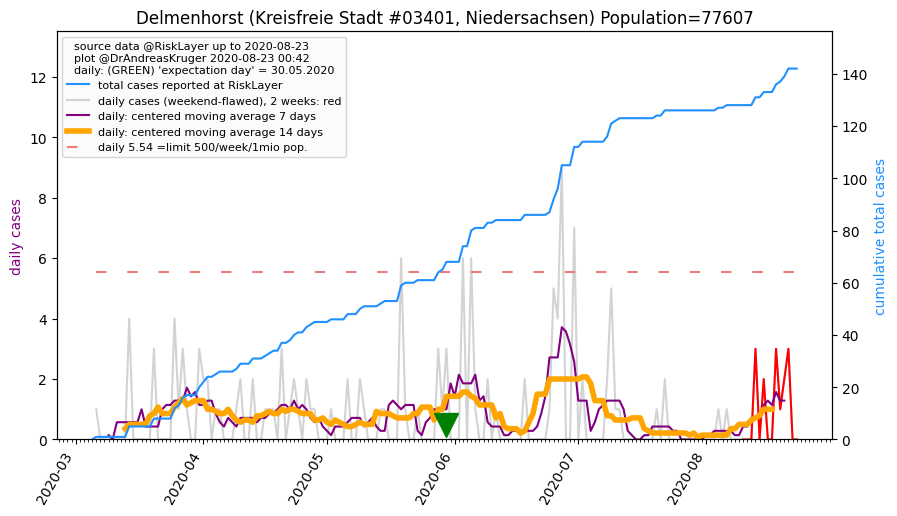 Delmenhorst (Kreisfreie Stadt #03401, Niedersachsen) Population=77607
source data @RiskLayer up to 2020-08-23
plot @DrAndreasKruger 2020-08-23 00:42
daily: (GREEN) 'expectation day' = 30.05.2020
total cases reported at RiskLayer
daily cases (weekend-flawed), 2 weeks: red
daily: centered moving average 7 days
daily: centered moving average 14 days
daily 5.54 =limit 500/week/1mio pop.
daily cases
12
10
8
6
4
2
0
cumulative total cases
140
120
100
80
60
40
20
0
2020-03
2020-04
2020-05
2020-06
2020-07
2020-08